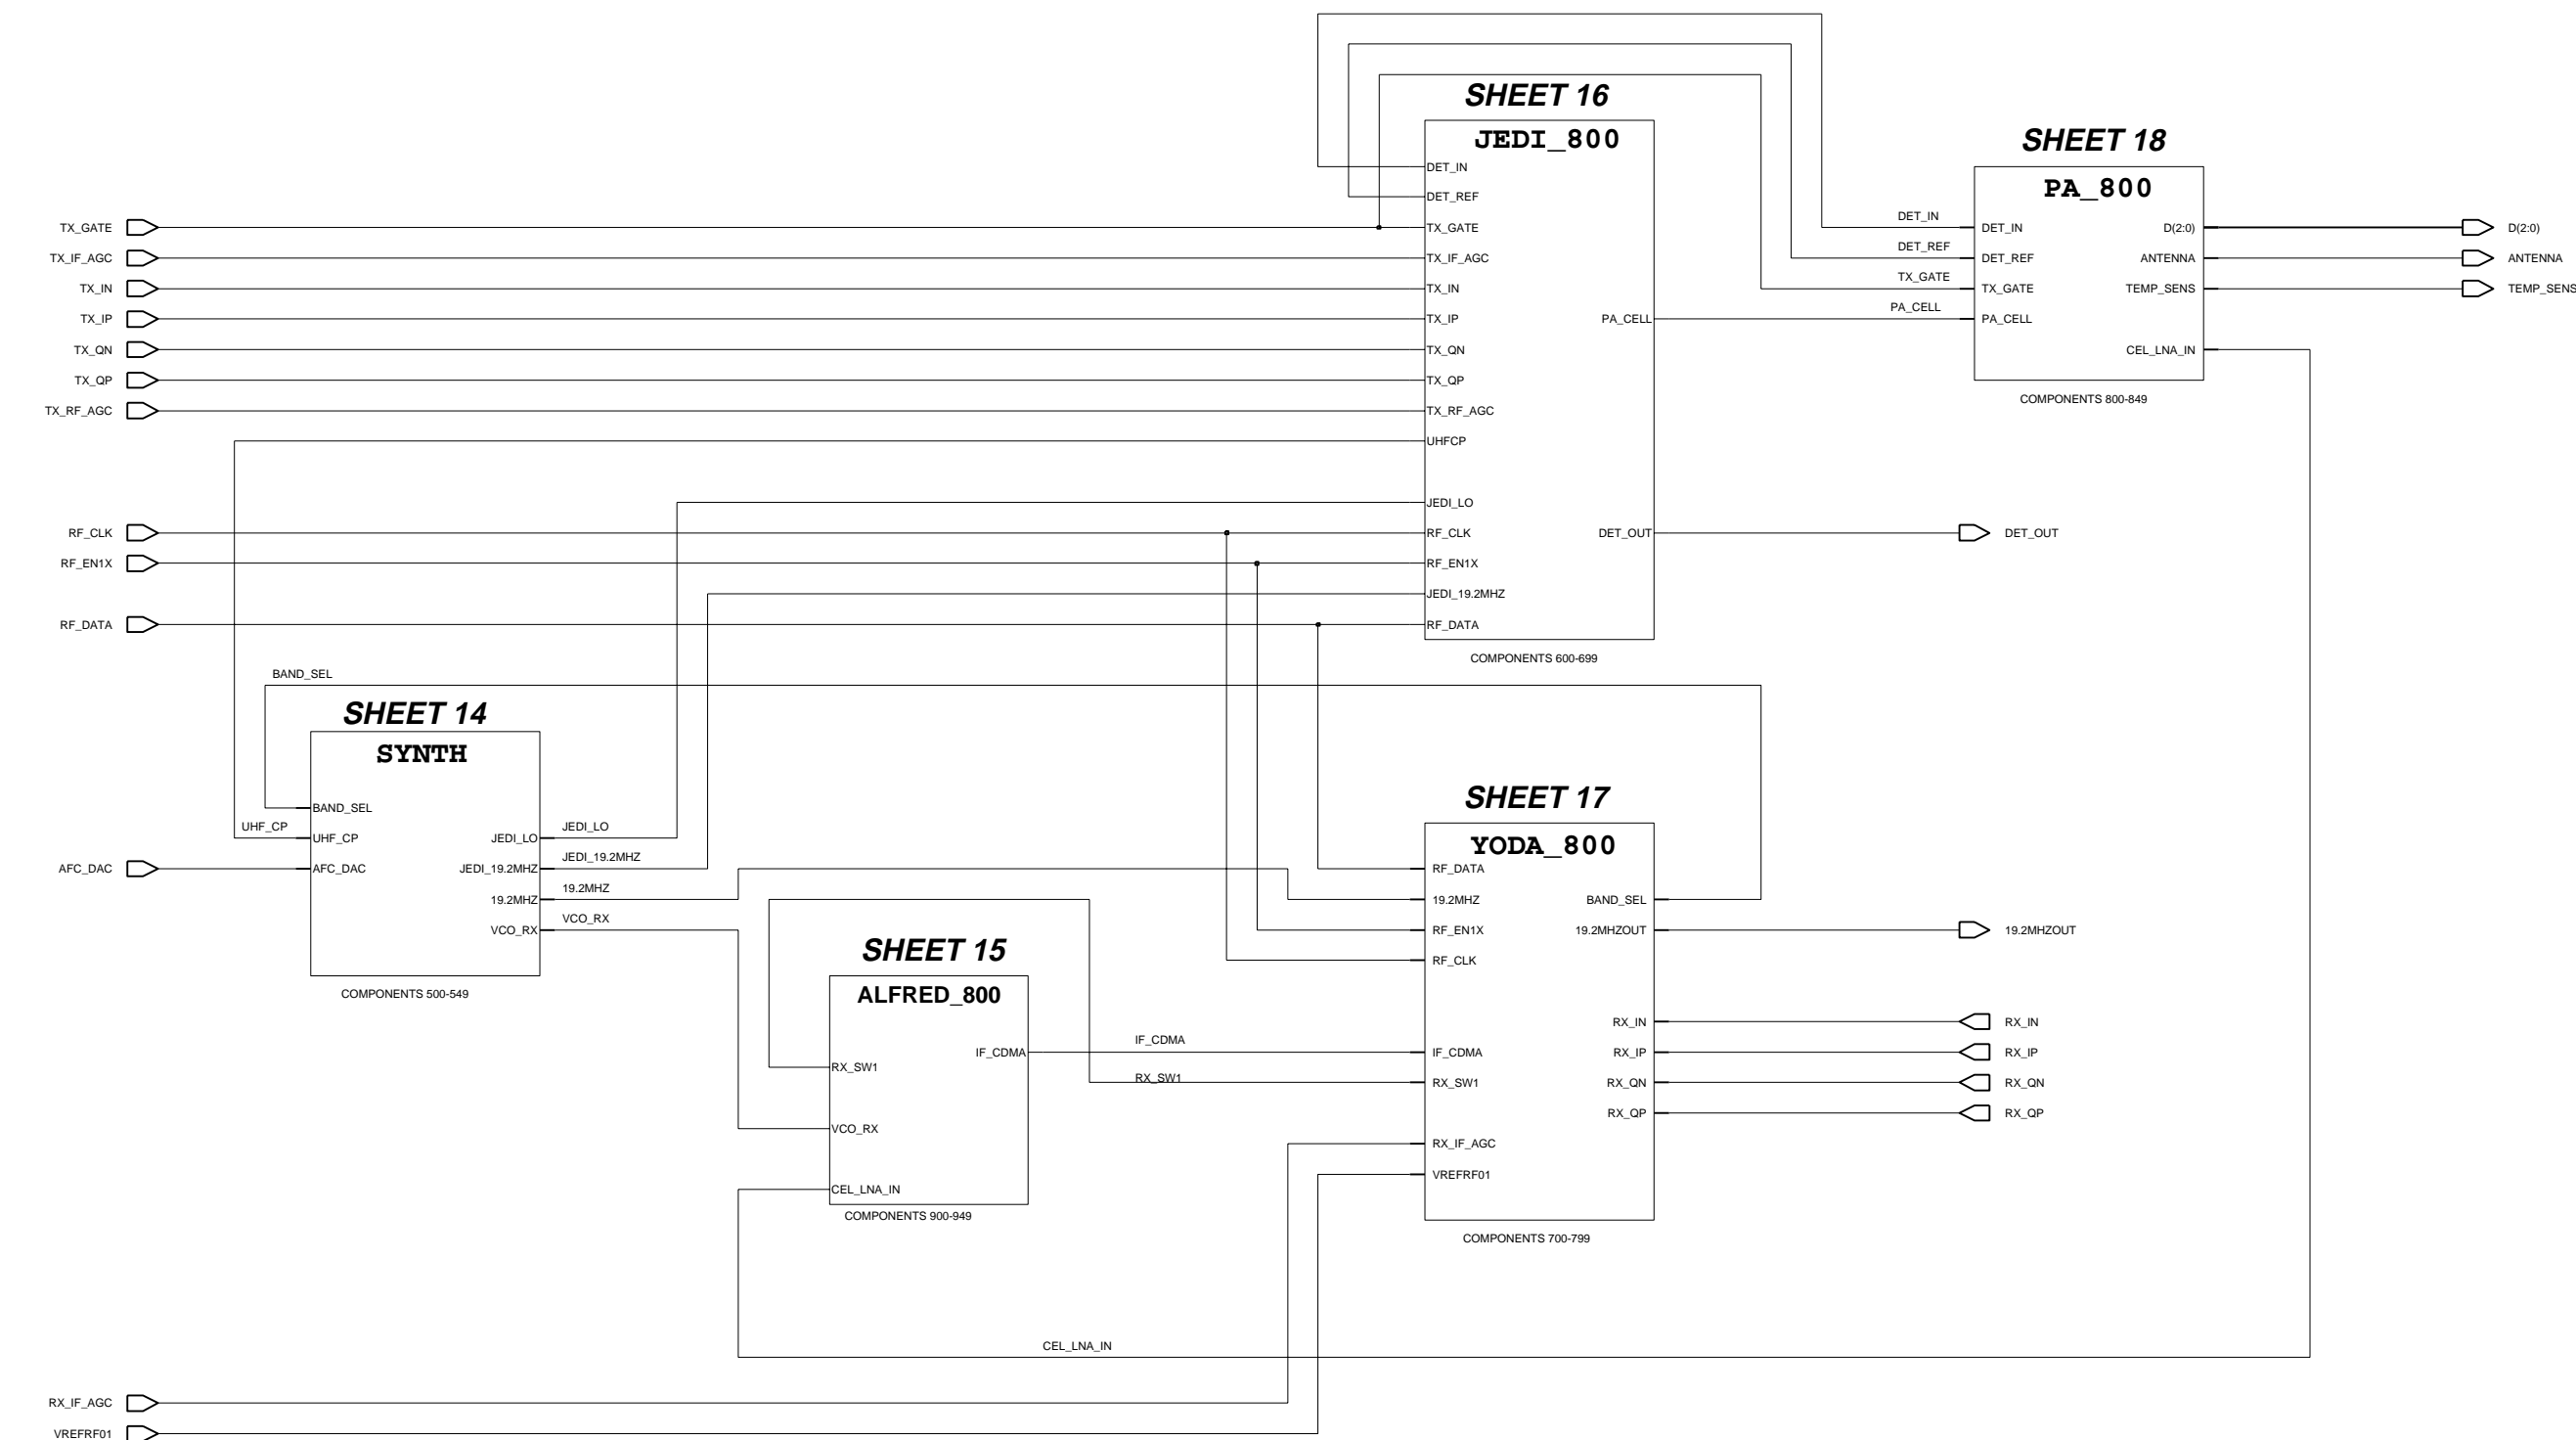 SHEET 16
JEDI_800
DET_IN
DET_REF
TX_GATE
TX_IF_AGC
TX_IN
TX_IP
TX_QN
TX_QP
TX_RF_AGC
UHFCP
JEDI_LO
RF_CLK
RF_EN1X
JEDI_19.2MHZ
RF_DATA
PA_CELL
DET_OUT
COMPONENTS 600-699
SHEET 18
PA_800
DET_IN
DET_REF
TX_GATE
PA_CELL
DET_IN
DET_REF
TX_GATE
PA_CELL
D(2:0)
ANTENNA
TEMP_SENS
CEL_LNA_IN
COMPONENTS 800-849
D(2:0)
ANTENNA
TEMP_SENS
DET_OUT
TX_GATE
TX_IF_AGC
TX_IN
TX_IP
TX_QN
TX_QP
TX_RF_AGC
RF_CLK
RF_EN1X
RF_DATA
BAND_SEL
SHEET 14
SYNTH
BAND_SEL
UHF_CP
UHF_CP
AFC_DAC
AFC_DAC
JEDI_LO
JEDI_19.2MHZ
19.2MHZ
VCO_RX
JEDI_LO
JEDI_19.2MHZ
19.2MHZ
VCO_RX
COMPONENTS 500-549
SHEET 15
ALFRED_800
RX_SW1
VCO_RX
CEL_LNA_IN
IF_CDMA
COMPONENTS 900-949
IF_CDMA
RX_SW1
SHEET 17
YODA_800
RF_DATA
19.2MHZ
RF_EN1X
RF_CLK
IF_CDMA
RX_SW1
RX_IF_AGC
VREFRF01
BAND_SEL
19.2MHZOUT
RX_IN
RX_IP
RX_QN
RX_QP
COMPONENTS 700-799
19.2MHZOUT
RX_IN
RX_IP
RX_QN
RX_QP
CEL_LNA_IN
RX_IF_AGC
VREFRF01